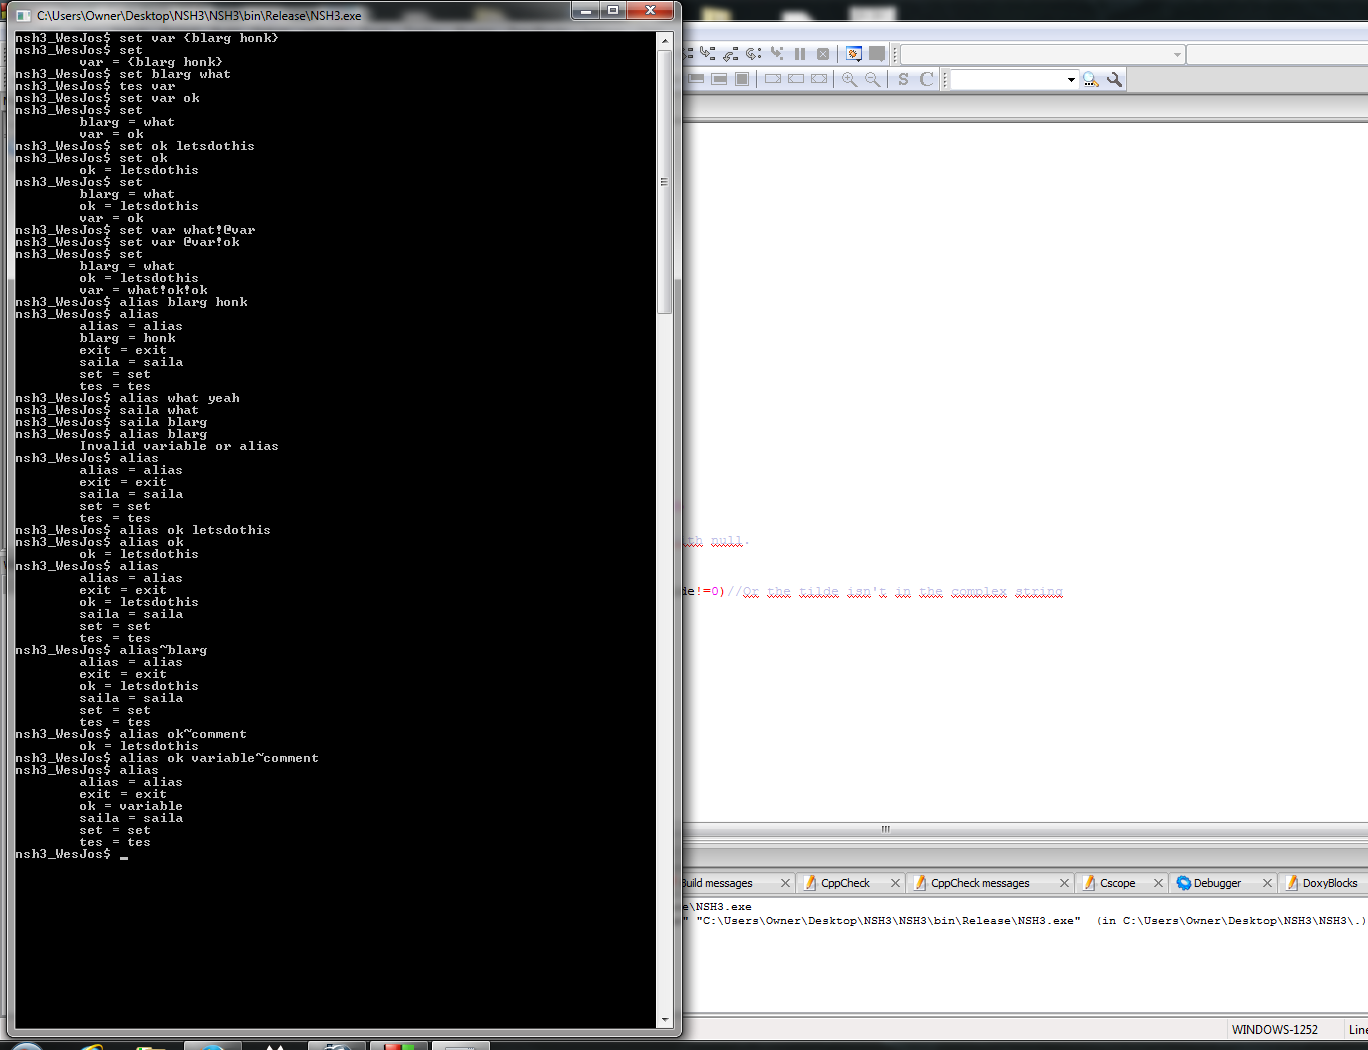 C:\Users\Owner\Desktop\NSH3\NSH3\bin\Release\NSH3.exe
nsh3_WesJos$ set var {blarg honk}
nsh3_WesJos$ set
var = {blarg honk}
nsh3_WesJos$ set blarg what
nsh3_WesJos$ tes var
nsh3_WesJos$ set var ok
nsh3_WesJos$ set
blarg = what
var = ok
nsh3_WesJos$ set ok letsdothis
nsh3_WesJos$ set ok
ok = letsdothis
nsh3_WesJos$ set
blarg = what
ok = letsdothis
var = ok
nsh3_WesJos$ set var what!@var
nsh3_WesJos$ set var @var!ok
nsh3_WesJos$ set
blarg = what
ok = letsdothis
var = what!ok!ok
nsh3_WesJos$ alias blarg honk
nsh3_WesJos$ alias
alias = alias
blarg = honk
exit = exit
saila = saila
set = set
tes = tes
nsh3_WesJos$ alias what yeah
nsh3_WesJos$ saila what
nsh3_WesJos$ saila blarg
nsh3_WesJos$ alias blarg
Invalid variable or alias
nsh3_WesJos$ alias
alias = alias
exit = exit
saila = saila
set = set
tes = tes
nsh3_WesJos$ alias ok letsdothis
nsh3_WesJos$ alias ok
ok = letsdothis
nsh3_WesJos$ alias
alias = alias
exit = exit
ok = letsdothis
saila = saila
set = set
tes = tes
nsh3_WesJos$ alias~blarg
alias = alias
exit = exit
ok = letsdothis
saila = saila
set = set
tes = tes
nsh3_WesJos$ alias ok~comment
ok = letsdothis
nsh3_WesJos$ alias ok variable~comment
nsh3_WesJos$ alias
alias = alias
exit = exit
ok = variable
saila = saila
set = set
tes = tes
nsh3_WesJos$ _
S C
th null.
de!=0)//Or the tilde isn't in the complex string
Build messages CppCheck CppCheck messages Cscope Debugger DoxyBlocks
e\NSH3.exe
" "C:\Users\Owner\Desktop\NSH3\NSH3\bin\Release\NSH3.exe" (in C:\Users\Owner\Desktop\NSH3\NSH3\.)
WINDOWS-1252 Line